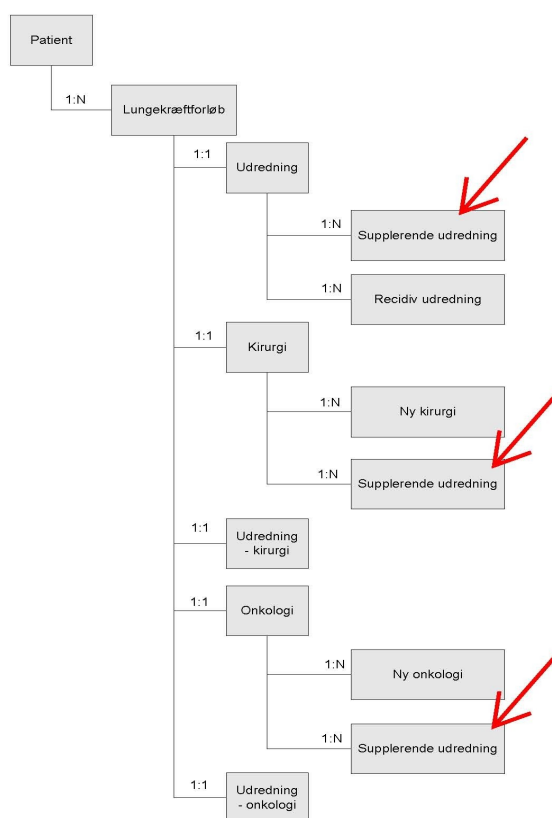 Patient
1:N
Lungekræftforløb
1:1
Udredning
1:N
Supplerende udredning
1:N
Recidiv udredning
1:1
Kirurgi
1:N
Ny kirurgi
1:N
Supplerende udredning
1:1
Udredning
- kirurgi
1:1
Onkologi
1:N
Ny onkologi
1:N
Supplerende udredning
1:1
Udredning
- onkologi